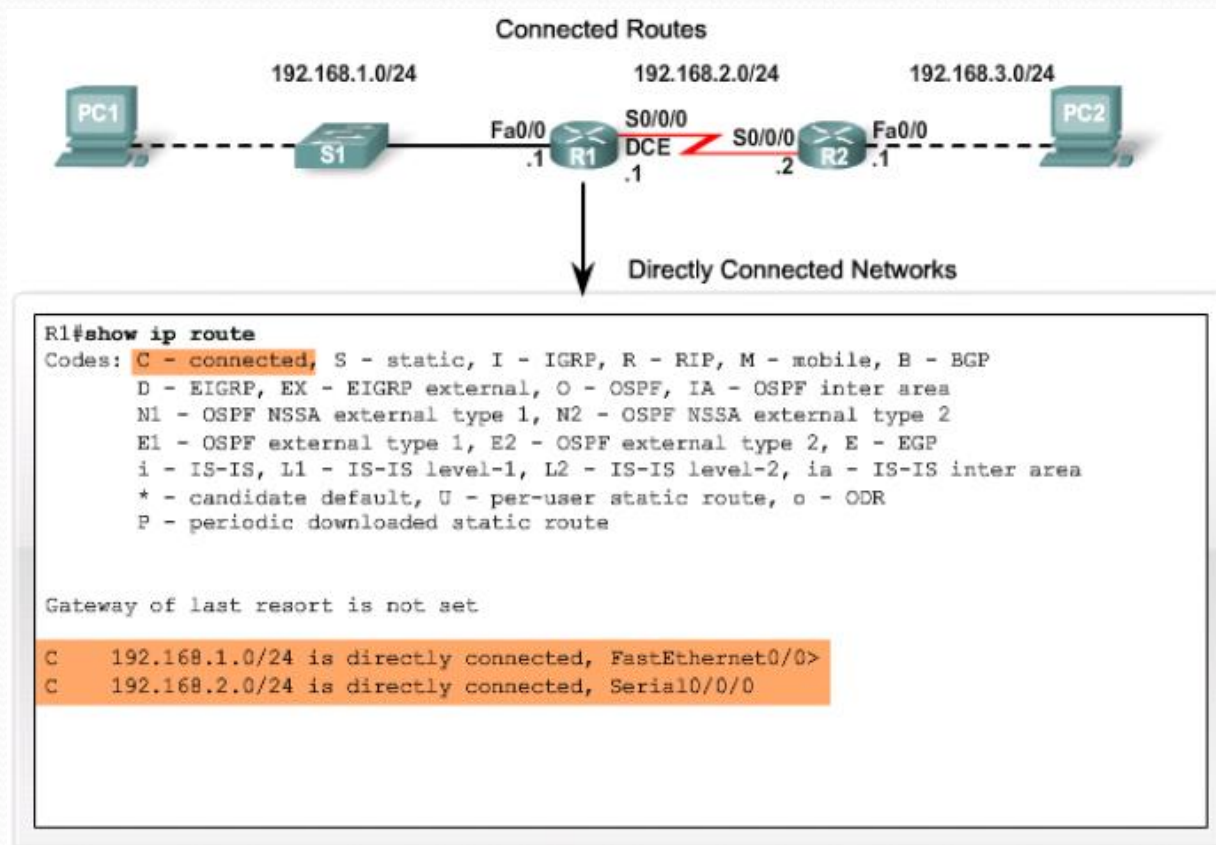 Connected Routes
192.168.1.0/24 192.168.2.0/24 192.168.3.0/24
PC1 PC2
Fa0/0 S0/0/0 S0/0/0 Fa0/0
S1 .1 R1 DCE .2 R2 .1
.1
Directly Connected Networks
R1#show ip route
Codes: C - connected, S - static, I - IGRP, R - RIP, M - mobile, B - BGP
D - EIGRP, EX - EIGRP external, O - OSPF, IA - OSPF inter area
N1 - OSPF NSSA external type 1, N2 - OSPF NSSA external type 2
E1 - OSPF external type 1, E2 - OSPF external type 2, E - EGP
i - IS-IS, L1 - IS-IS level-1, L2 - IS-IS level-2, ia - IS-IS inter area
* - candidate default, U - per-user static route, o - ODR
P - periodic downloaded static route
Gateway of last resort is not set
C 192.168.1.0/24 is directly connected, FastEthernet0/0>
C 192.168.2.0/24 is directly connected, Serial0/0/0